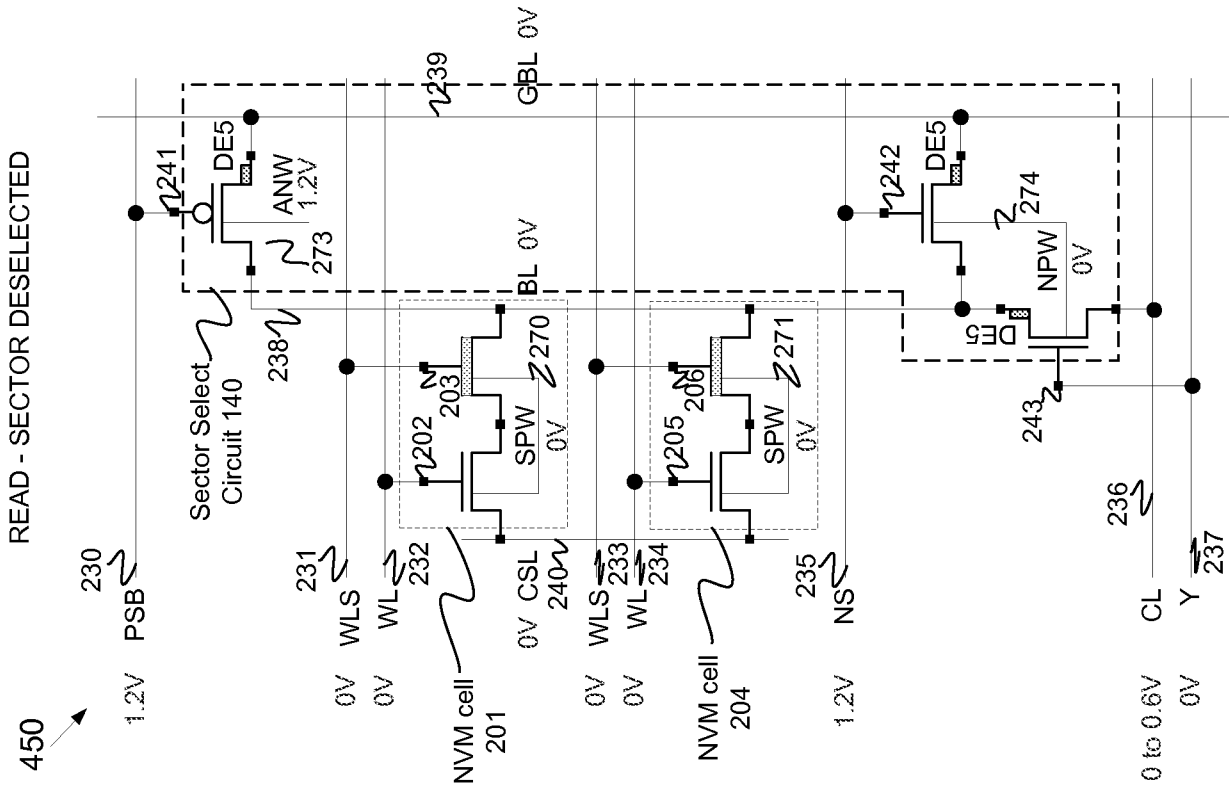 READ - SECTOR DESELECTED
450
230
1.2V PSB
241
DE5
ANW
1.2V
273
Sector Select
Circuit 140
239
GBL 0V
238
BL 0V
231
0V WLS
0V WL
232
203
202
270
SPW
0V
NVM cell
201
0V CSL
240
0V WLS
233
0V WL
234
206
205
271
SPW
0V
NVM cell
204
235
1.2V NS
242
DE5
274
NPW
0V
DE5
243
236
0 to 0.6V CL
0V Y
237